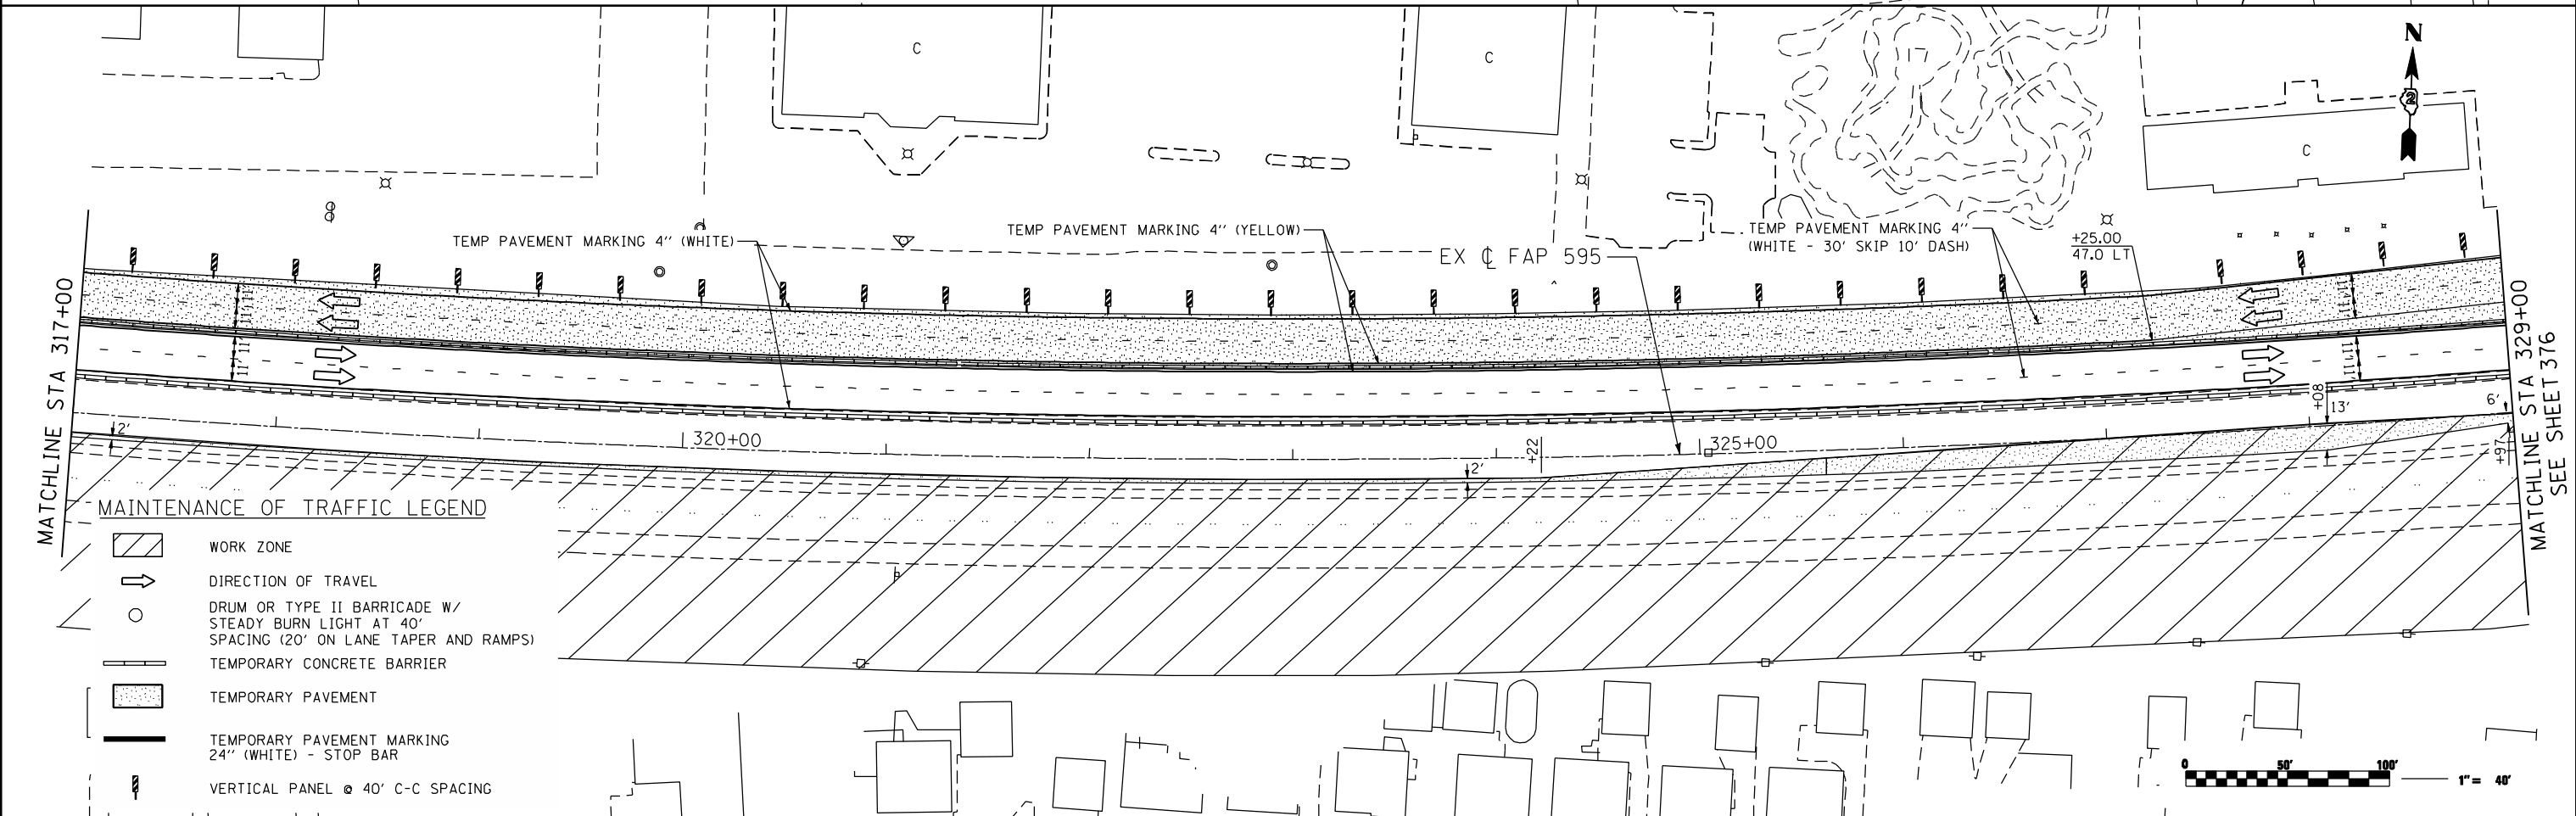 C
C
N
2
C
TEMP PAVEMENT MARKING 4" (WHITE)
TEMP PAVEMENT MARKING 4" (YELLOW)
TEMP PAVEMENT MARKING 4"
(WHITE - 30' SKIP 10' DASH)
+25.00
47.0 LT
EX ℄ FAP 595
MATCHLINE STA 317+00
MATCHLINE STA 329+00
SEE SHEET 376
11'
11'
11'
11'
11'
11'
11'
11'
2'
320+00
2'
+22
325+00
+08
13'
6'
+97
MAINTENANCE OF TRAFFIC LEGEND
WORK ZONE
DIRECTION OF TRAVEL
DRUM OR TYPE II BARRICADE W/
STEADY BURN LIGHT AT 40'
SPACING (20' ON LANE TAPER AND RAMPS)
TEMPORARY CONCRETE BARRIER
TEMPORARY PAVEMENT
TEMPORARY PAVEMENT MARKING
24" (WHITE) - STOP BAR
VERTICAL PANEL @ 40' C-C SPACING
0 50' 100'
1" = 40'